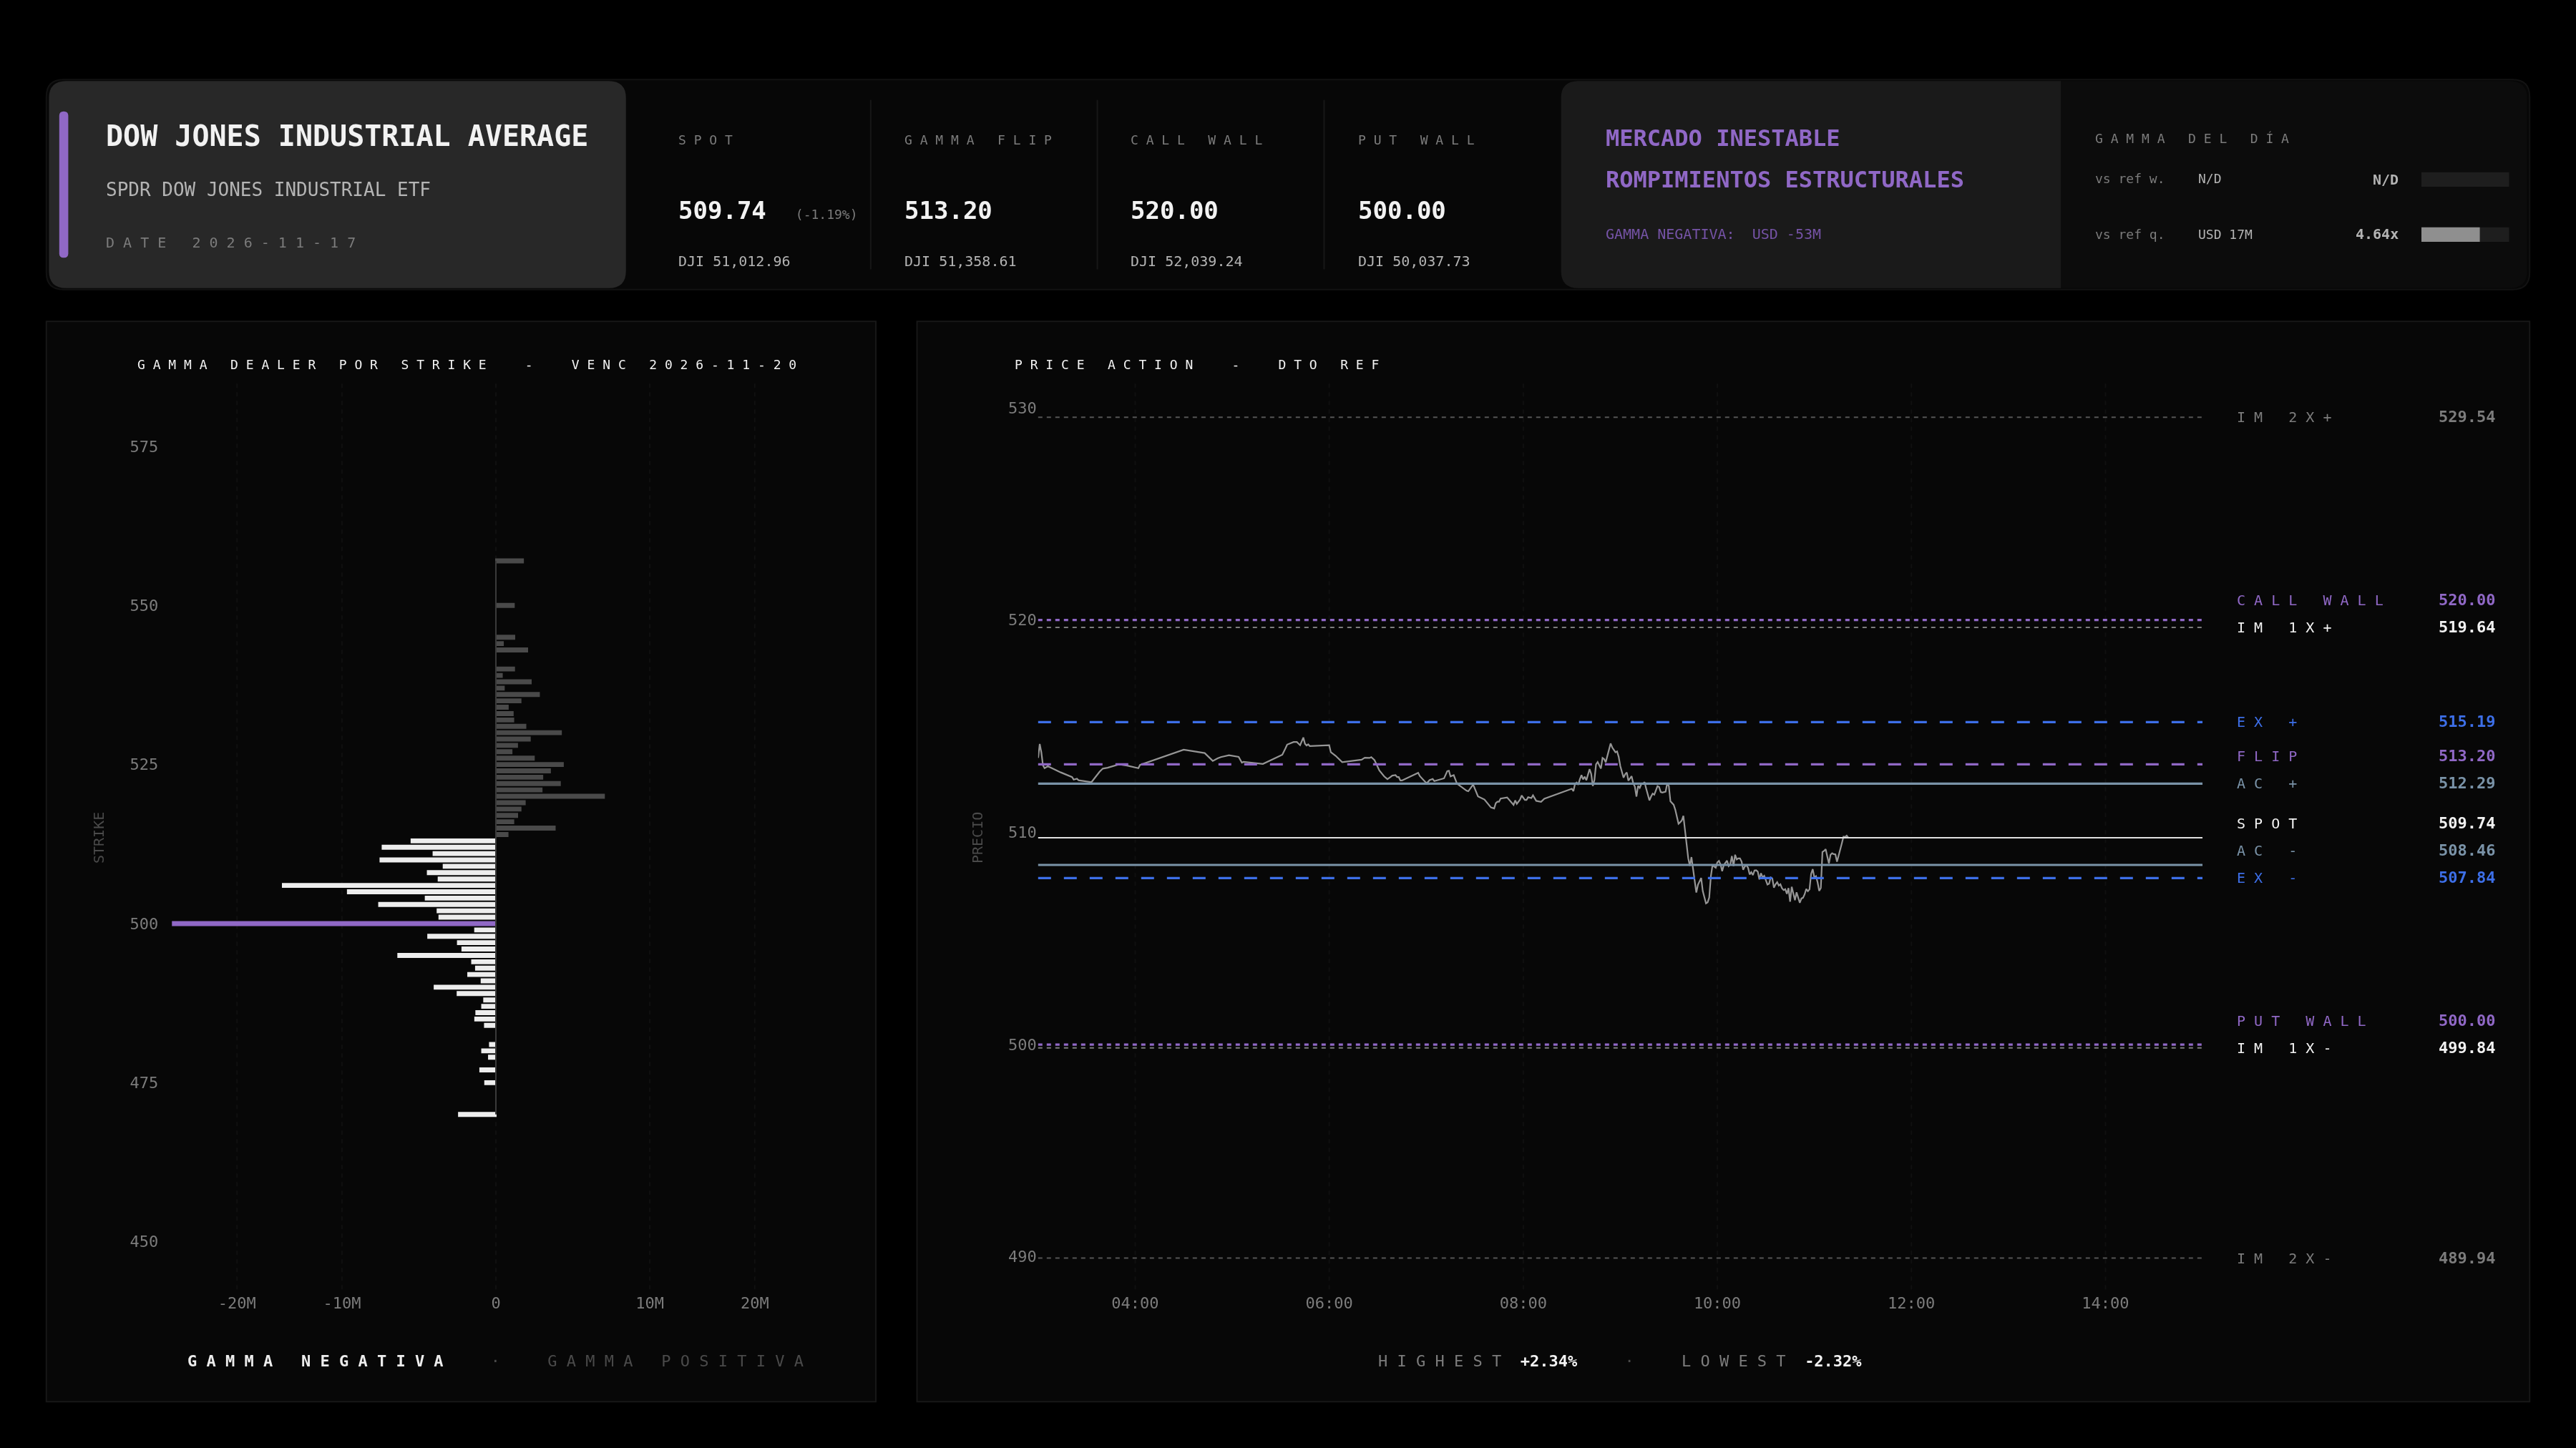 DOW JONES INDUSTRIAL AVERAGE
SPDR DOW JONES INDUSTRIAL ETF
DATE 2026-11-17
SPOT
509.74 (-1.19%)
DJI 51,012.96
GAMMA FLIP
513.20
DJI 51,358.61
CALL WALL
520.00
DJI 52,039.24
PUT WALL
500.00
DJI 50,037.73
MERCADO INESTABLE
ROMPIMIENTOS ESTRUCTURALES
GAMMA NEGATIVA: USD -53M
GAMMA DEL DÍA
vs ref w. N/D N/D
vs ref q. USD 17M 4.64x
GAMMA DEALER POR STRIKE - VENC 2026-11-20
STRIKE
575
550
525
500
475
450
-20M -10M 0 10M 20M
GAMMA NEGATIVA · GAMMA POSITIVA
PRICE ACTION - DTO REF
PRECIO
530
520
510
500
490
04:00 06:00 08:00 10:00 12:00 14:00
IM 2X+ 529.54
CALL WALL 520.00
IM 1X+ 519.64
EX + 515.19
FLIP 513.20
AC + 512.29
SPOT 509.74
AC - 508.46
EX - 507.84
PUT WALL 500.00
IM 1X- 499.84
IM 2X- 489.94
HIGHEST +2.34% · LOWEST -2.32%